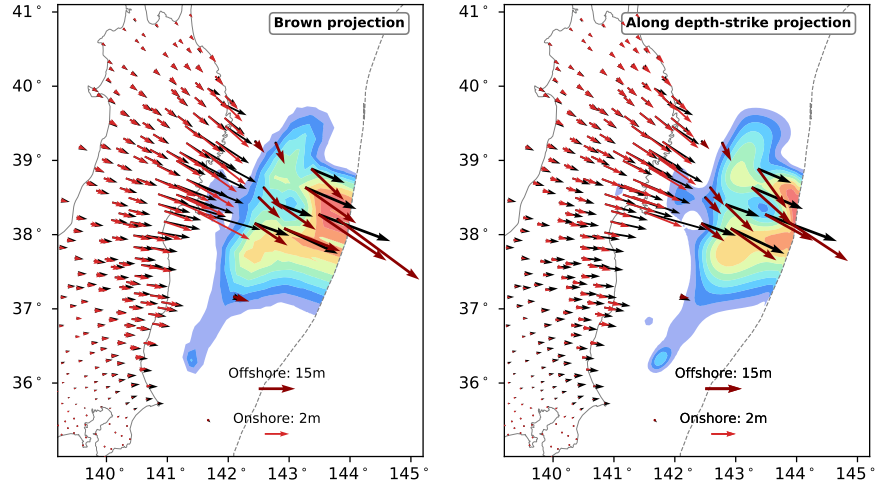 Brown projection
41°
40°
39°
38°
37°
36°
Offshore: 15m
Onshore: 2m
140° 141° 142° 143° 144° 145°
Along depth-strike projection
41°
40°
39°
38°
37°
36°
Offshore: 15m
Onshore: 2m
140° 141° 142° 143° 144° 145°